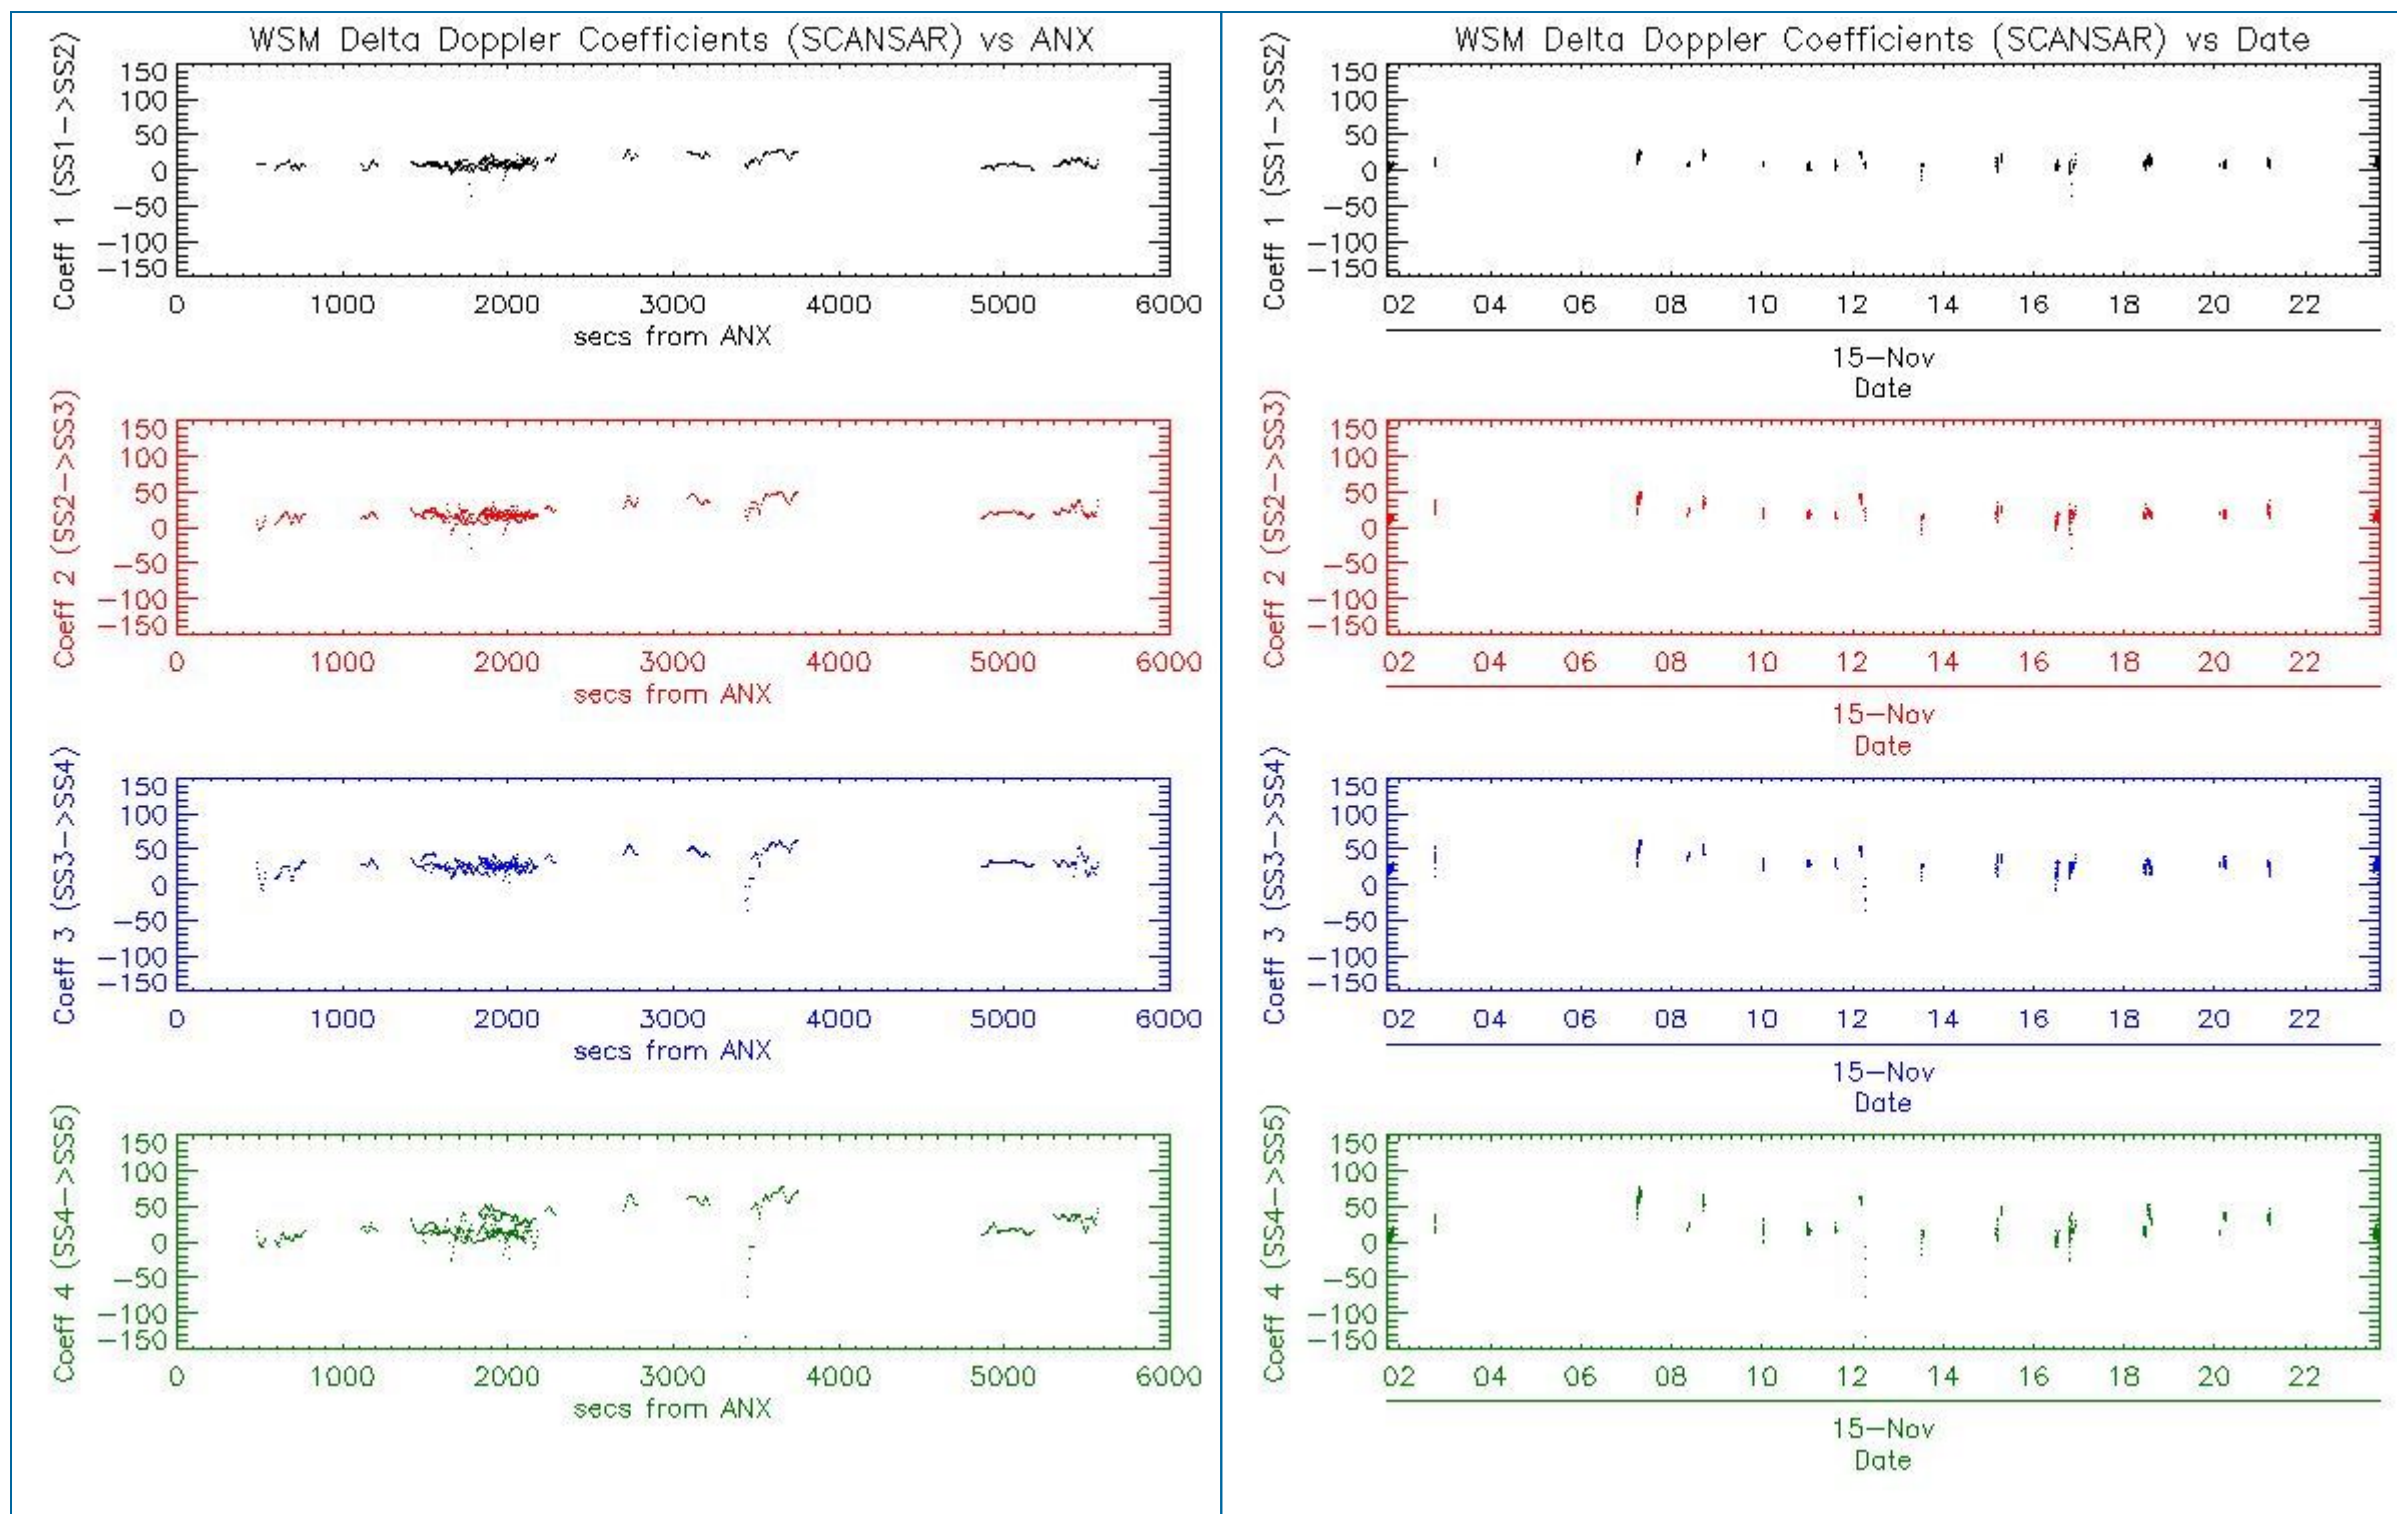 WSM Delta Doppler Coefficients (SCANSAR) vs ANX
Coeff 1 (SS1->SS2)
150
100
50
0
-50
-100
-150
0 1000 2000 3000 4000 5000 6000
secs from ANX
Coeff 2 (SS2->SS3)
150
100
50
0
-50
-100
-150
0 1000 2000 3000 4000 5000 6000
secs from ANX
Coeff 3 (SS3->SS4)
150
100
50
0
-50
-100
-150
0 1000 2000 3000 4000 5000 6000
secs from ANX
Coeff 4 (SS4->SS5)
150
100
50
0
-50
-100
-150
0 1000 2000 3000 4000 5000 6000
secs from ANX
WSM Delta Doppler Coefficients (SCANSAR) vs Date
Coeff 1 (SS1->SS2)
150
100
50
0
-50
-100
-150
02 04 06 08 10 12 14 16 18 20 22
15-Nov
Date
Coeff 2 (SS2->SS3)
150
100
50
0
-50
-100
-150
02 04 06 08 10 12 14 16 18 20 22
15-Nov
Date
Coeff 3 (SS3->SS4)
150
100
50
0
-50
-100
-150
02 04 06 08 10 12 14 16 18 20 22
15-Nov
Date
Coeff 4 (SS4->SS5)
150
100
50
0
-50
-100
-150
02 04 06 08 10 12 14 16 18 20 22
15-Nov
Date